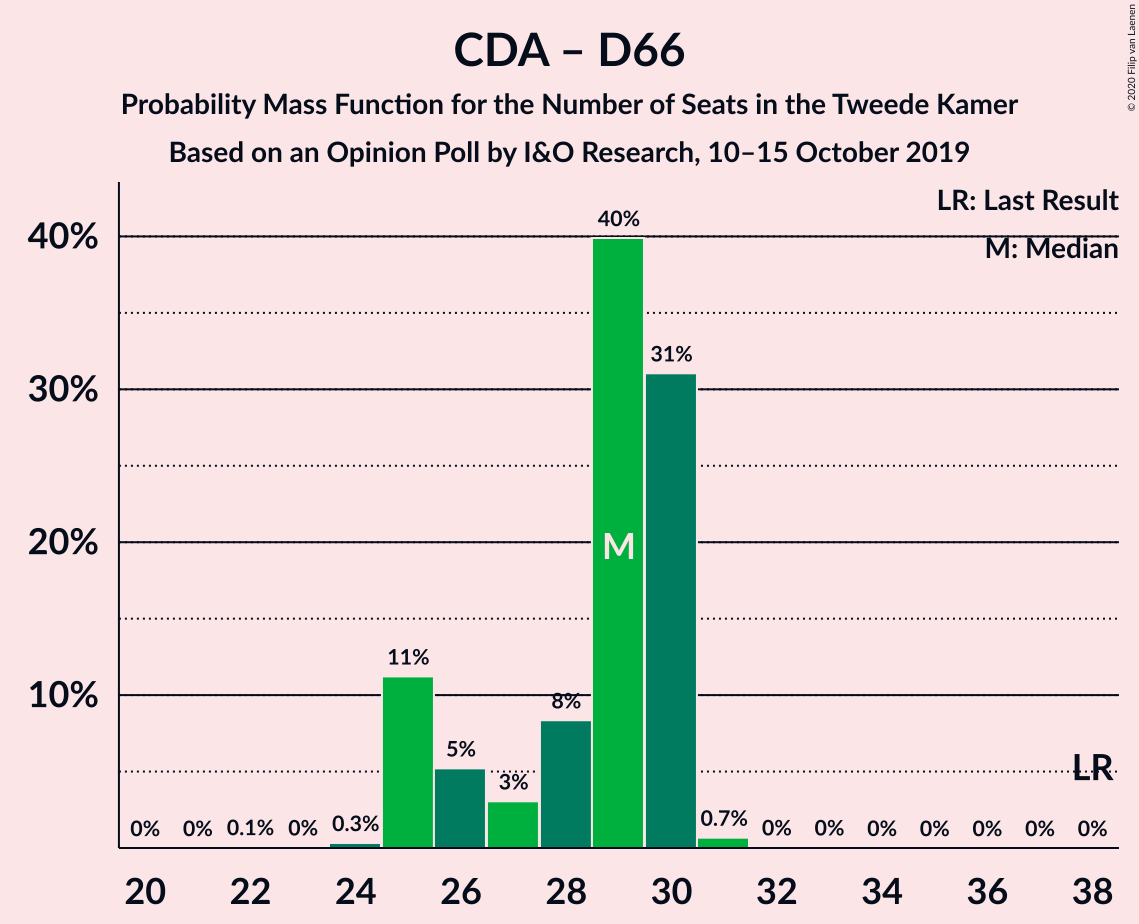 CDA – D66
Probability Mass Function for the Number of Seats in the Tweede Kamer
Based on an Opinion Poll by I&O Research, 10–15 October 2019
© 2020 Filip van Laenen
LR: Last Result
M: Median
40%
30%
20%
10%
0%
0%
0.1%
0%
0.3%
11%
5%
3%
8%
40%
M
31%
0.7%
0%
0%
0%
0%
0%
0%
0%
LR
20 22 24 26 28 30 32 34 36 38